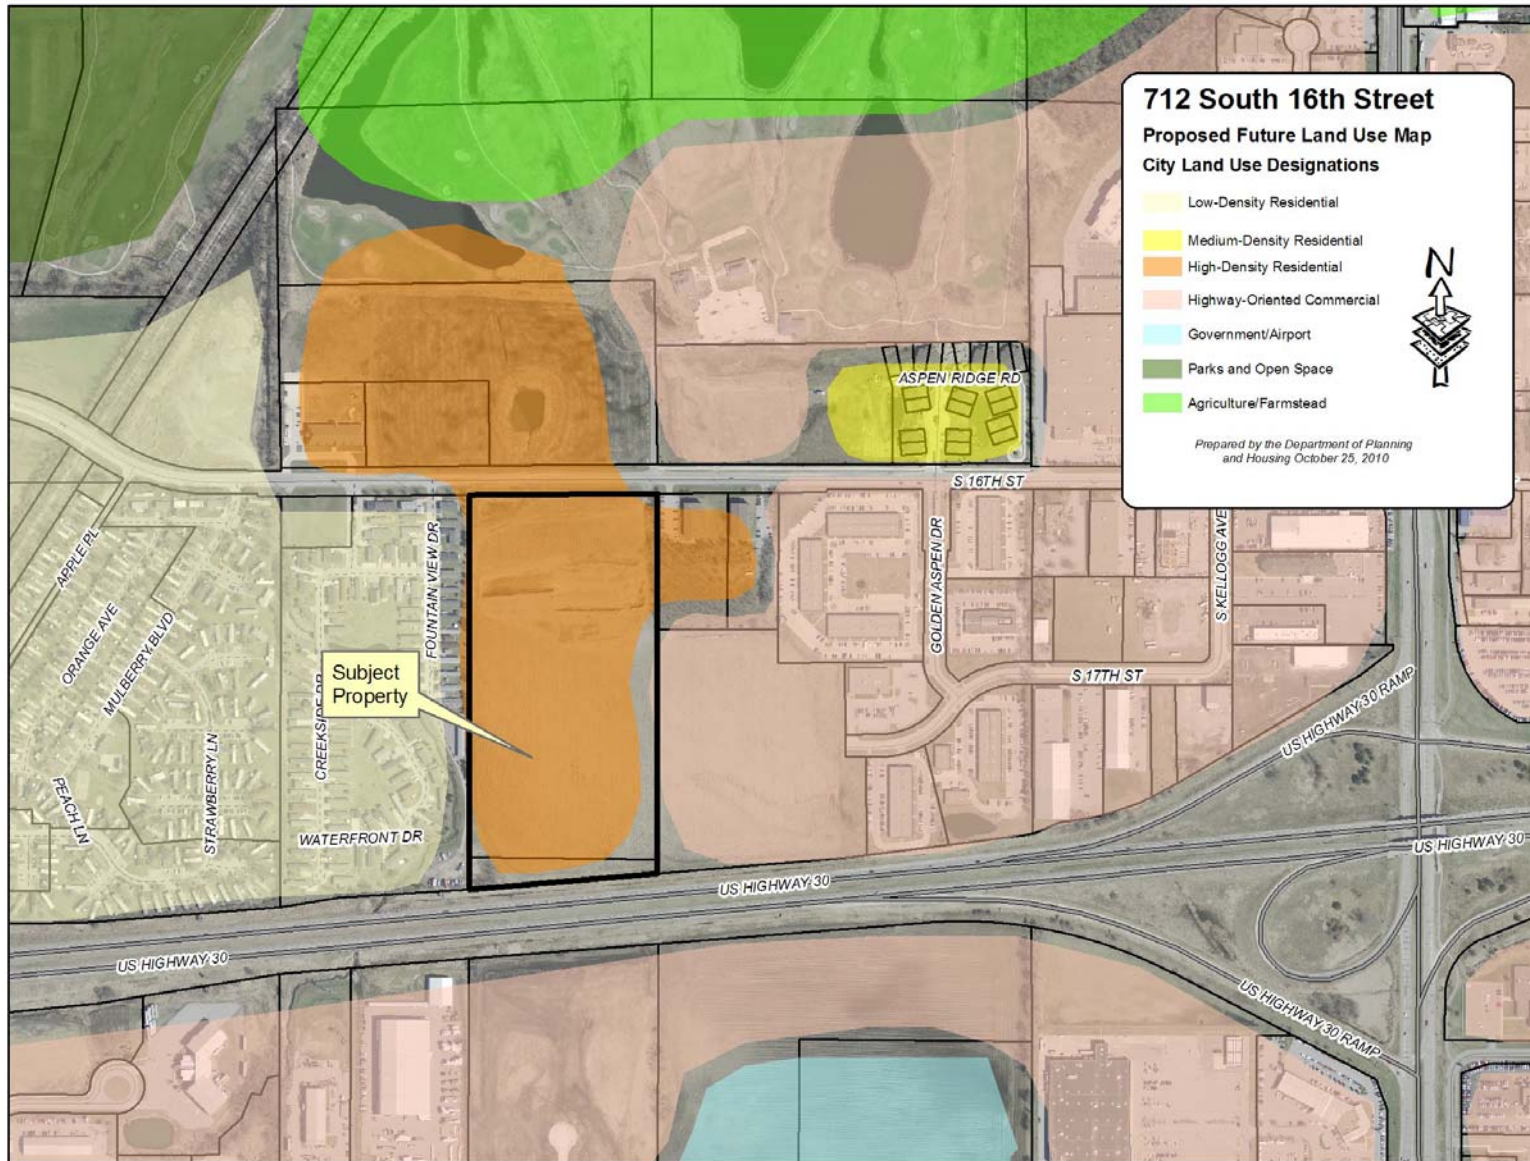 712 South 16th Street
Proposed Future Land Use Map
City Land Use Designations
Low-Density Residential
Medium-Density Residential
High-Density Residential
Highway-Oriented Commercial
Government/Airport
Parks and Open Space
Agriculture/Farmstead
N
Prepared by the Department of Planning
and Housing October 25, 2010
ASPEN RIDGE RD
S 16TH ST
APPLE PL
ORANGE AVE
MULBERRY BLVD
PEACH LN
STRAWBERRY LN
CREEKSIDE DR
FOUNTAIN VIEW DR
WATERFRONT DR
Subject
Property
GOLDEN ASPEN DR
S KELLOGG AVE
S 17TH ST
US HIGHWAY 30 RAMP
US HIGHWAY 30
US HIGHWAY 30
US HIGHWAY 30
US HIGHWAY 30 RAMP